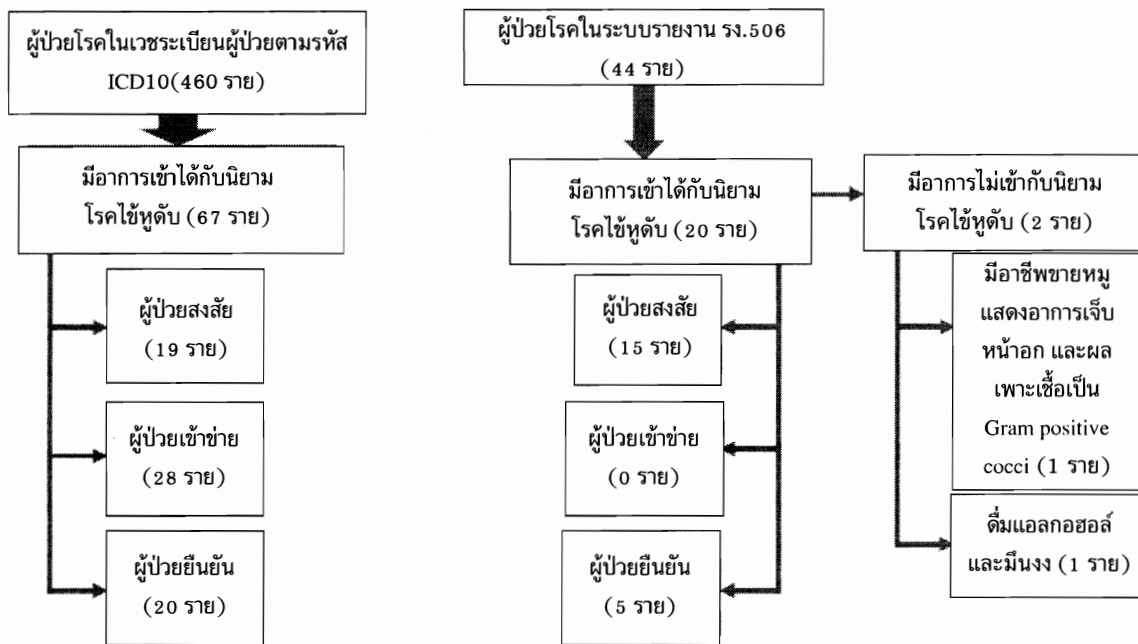 ผู้ป่วยโรคในเวชระเบียนผู้ป่วยตามรหัส
ICD10(460 ราย)
มีอาการเข้าได้กับนิยาม
โรคไข้หูดับ (67 ราย)
ผู้ป่วยสงสัย
(19 ราย)
ผู้ป่วยเข้าข่าย
(28 ราย)
ผู้ป่วยยืนยัน
(20 ราย)
ผู้ป่วยโรคในระบบรายงาน รง.506
(44 ราย)
มีอาการเข้าได้กับนิยาม
โรคไข้หูดับ (20 ราย)
ผู้ป่วยสงสัย
(15 ราย)
ผู้ป่วยเข้าข่าย
(0 ราย)
ผู้ป่วยยืนยัน
(5 ราย)
มีอาการไม่เข้ากับนิยาม
โรคไข้หูดับ (2 ราย)
มีอาชีพขายหมู
แสดงอาการเจ็บ
หน้าอก และผล
เพาะเชื้อเป็น
Gram positive
cocci (1 ราย)
ดื่มแอลกอฮอล์
และมึนงง (1 ราย)